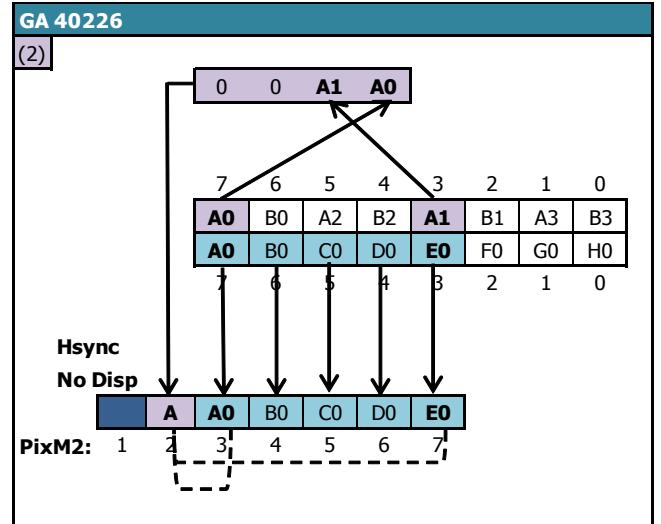 GA 40226
(2)
0 0 A1 A0
7 6 5 4 3 2 1 0
A0 B0 A2 B2 A1 B1 A3 B3
A0 B0 C0 D0 E0 F0 G0 H0
7 6 5 4 3 2 1 0
Hsync
No Disp
A A0 B0 C0 D0 E0
PixM2: 1 2 3 4 5 6 7